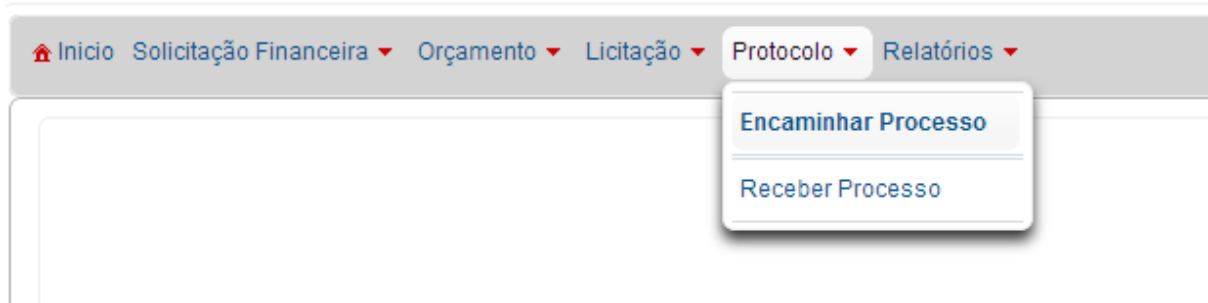 Inicio Solicitação Financeira Orçamento Licitação Protocolo Relatórios
Encaminhar Processo
Receber Processo